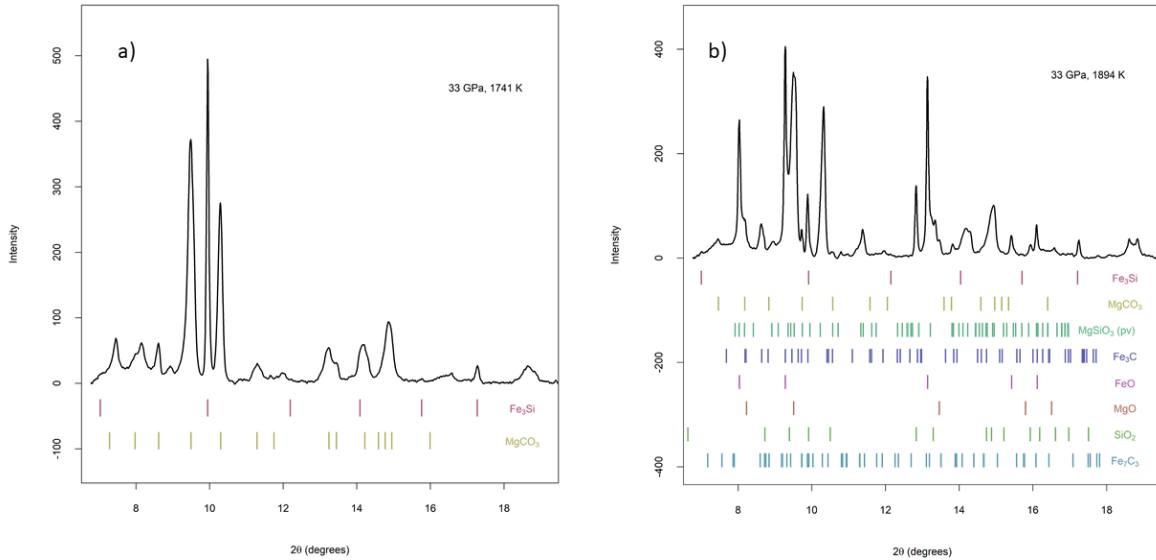 a)
33 GPa, 1741 K
Intensity
500
400
300
200
100
0
-100
Fe₃Si
MgCO₃
8 10 12 14 16 18
2θ (degrees)
b)
33 GPa, 1894 K
Intensity
400
200
0
-200
-400
Fe₃Si
MgCO₃
MgSiO₃ (pv)
Fe₃C
FeO
MgO
SiO₂
Fe₇C₃
8 10 12 14 16 18
2θ (degrees)